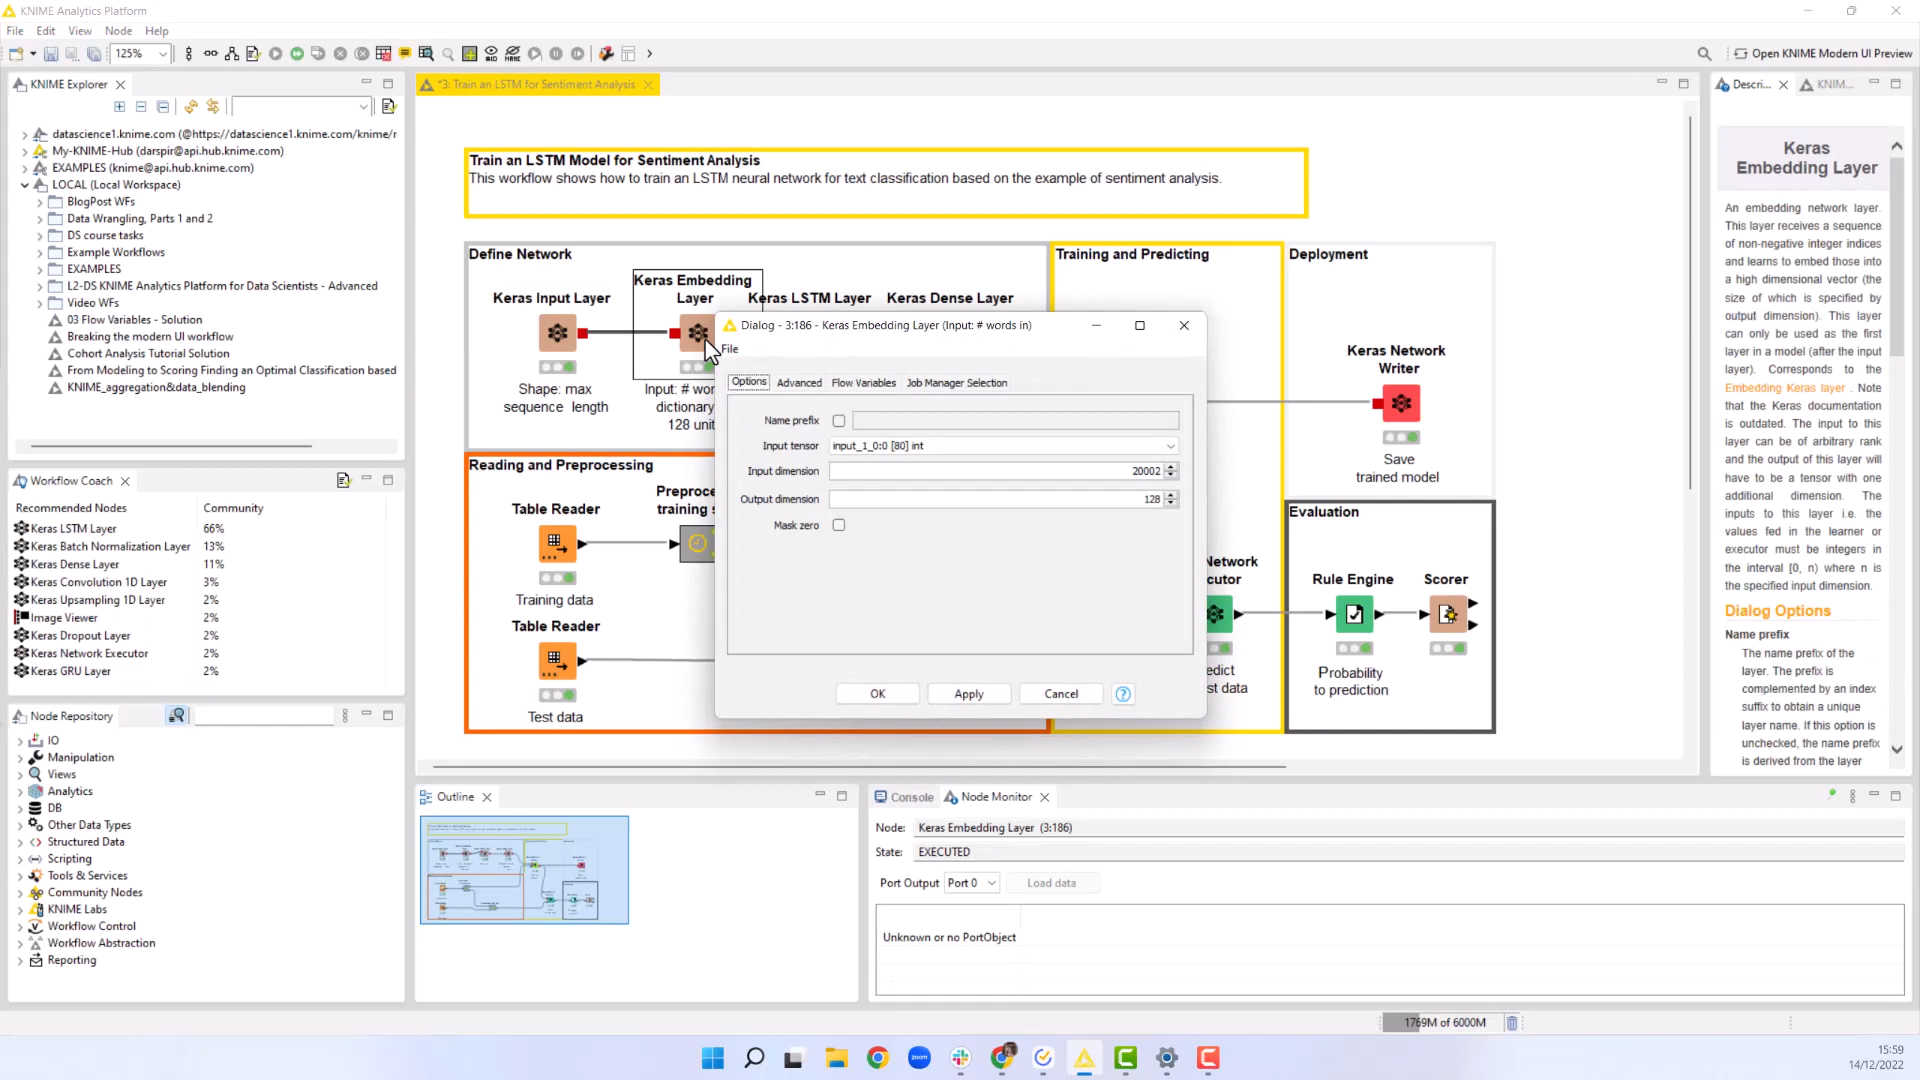 KNIME Analytics Platform
File Edit View Node Help
125%
Open KNIME Modern UI Preview
KNIME Explorer
datascience1.knime.com (@https://datascience1.knime.com/knime/r
My-KNIME-Hub (darspir@api.hub.knime.com)
EXAMPLES (knime@api.hub.knime.com)
LOCAL (Local Workspace)
BlogPost WFs
Data Wrangling, Parts 1 and 2
DS course tasks
Example Workflows
EXAMPLES
L2-DS KNIME Analytics Platform for Data Scientists - Advanced
Video WFs
03 Flow Variables - Solution
Breaking the modern UI workflow
Cohort Analysis Tutorial Solution
From Modeling to Scoring Finding an Optimal Classification based
KNIME_aggregation&data_blending
Workflow Coach
Recommended Nodes Community
Keras LSTM Layer 66%
Keras Batch Normalization Layer 13%
Keras Dense Layer 11%
Keras Convolution 1D Layer 3%
Keras Upsampling 1D Layer 2%
Image Viewer 2%
Keras Dropout Layer 2%
Keras Network Executor 2%
Keras GRU Layer 2%
Node Repository
IO
Manipulation
Views
Analytics
DB
Other Data Types
Structured Data
Scripting
Tools & Services
Community Nodes
KNIME Labs
Workflow Control
Workflow Abstraction
Reporting
*3: Train an LSTM for Sentiment Analysis
Train an LSTM Model for Sentiment Analysis
This workflow shows how to train an LSTM neural network for text classification based on the example of sentiment analysis.
Define Network
Keras Input Layer
Shape: max
sequence length
Keras Embedding
Layer
Input: # wor
dictionary
128 unit
Keras LSTM Layer
Keras Dense Layer
Training and Predicting
Deployment
Keras Network
Writer
Save
trained model
Reading and Preprocessing
Table Reader
Training data
Preproce
training s
Table Reader
Test data
Network
cutor
edict
st data
Evaluation
Rule Engine
Probability
to prediction
Scorer
Dialog - 3:186 - Keras Embedding Layer (Input: # words in)
File
Options Advanced Flow Variables Job Manager Selection
Name prefix
Input tensor input_1_0:0 [80] int
Input dimension 20002
Output dimension 128
Mask zero
OK Apply Cancel
Descri... KNIM...
Keras
Embedding Layer
An embedding network layer.
This layer receives a sequence
of non-negative integer indices
and learns to embed those into
a high dimensional vector (the
size of which is specified by
output dimension). This layer
can only be used as the first
layer in a model (after the input
layer). Corresponds to the
Embedding Keras layer . Note
that the Keras documentation
is outdated. The input to this
layer can be of arbitrary rank
and the output of this layer will
have to be a tensor with one
additional dimension. The
inputs to this layer i.e. the
values fed in the learner or
executor must be integers in
the interval [0, n) where n is
the specified input dimension.
Dialog Options
Name prefix
The name prefix of the
layer. The prefix is
complemented by an index
suffix to obtain a unique
layer name. If this option is
unchecked, the name prefix
is derived from the layer
Outline
Console Node Monitor
Node: Keras Embedding Layer (3:186)
State: EXECUTED
Port Output Port 0 Load data
Unknown or no PortObject
1769M of 6000M
zoom
15:59
14/12/2022